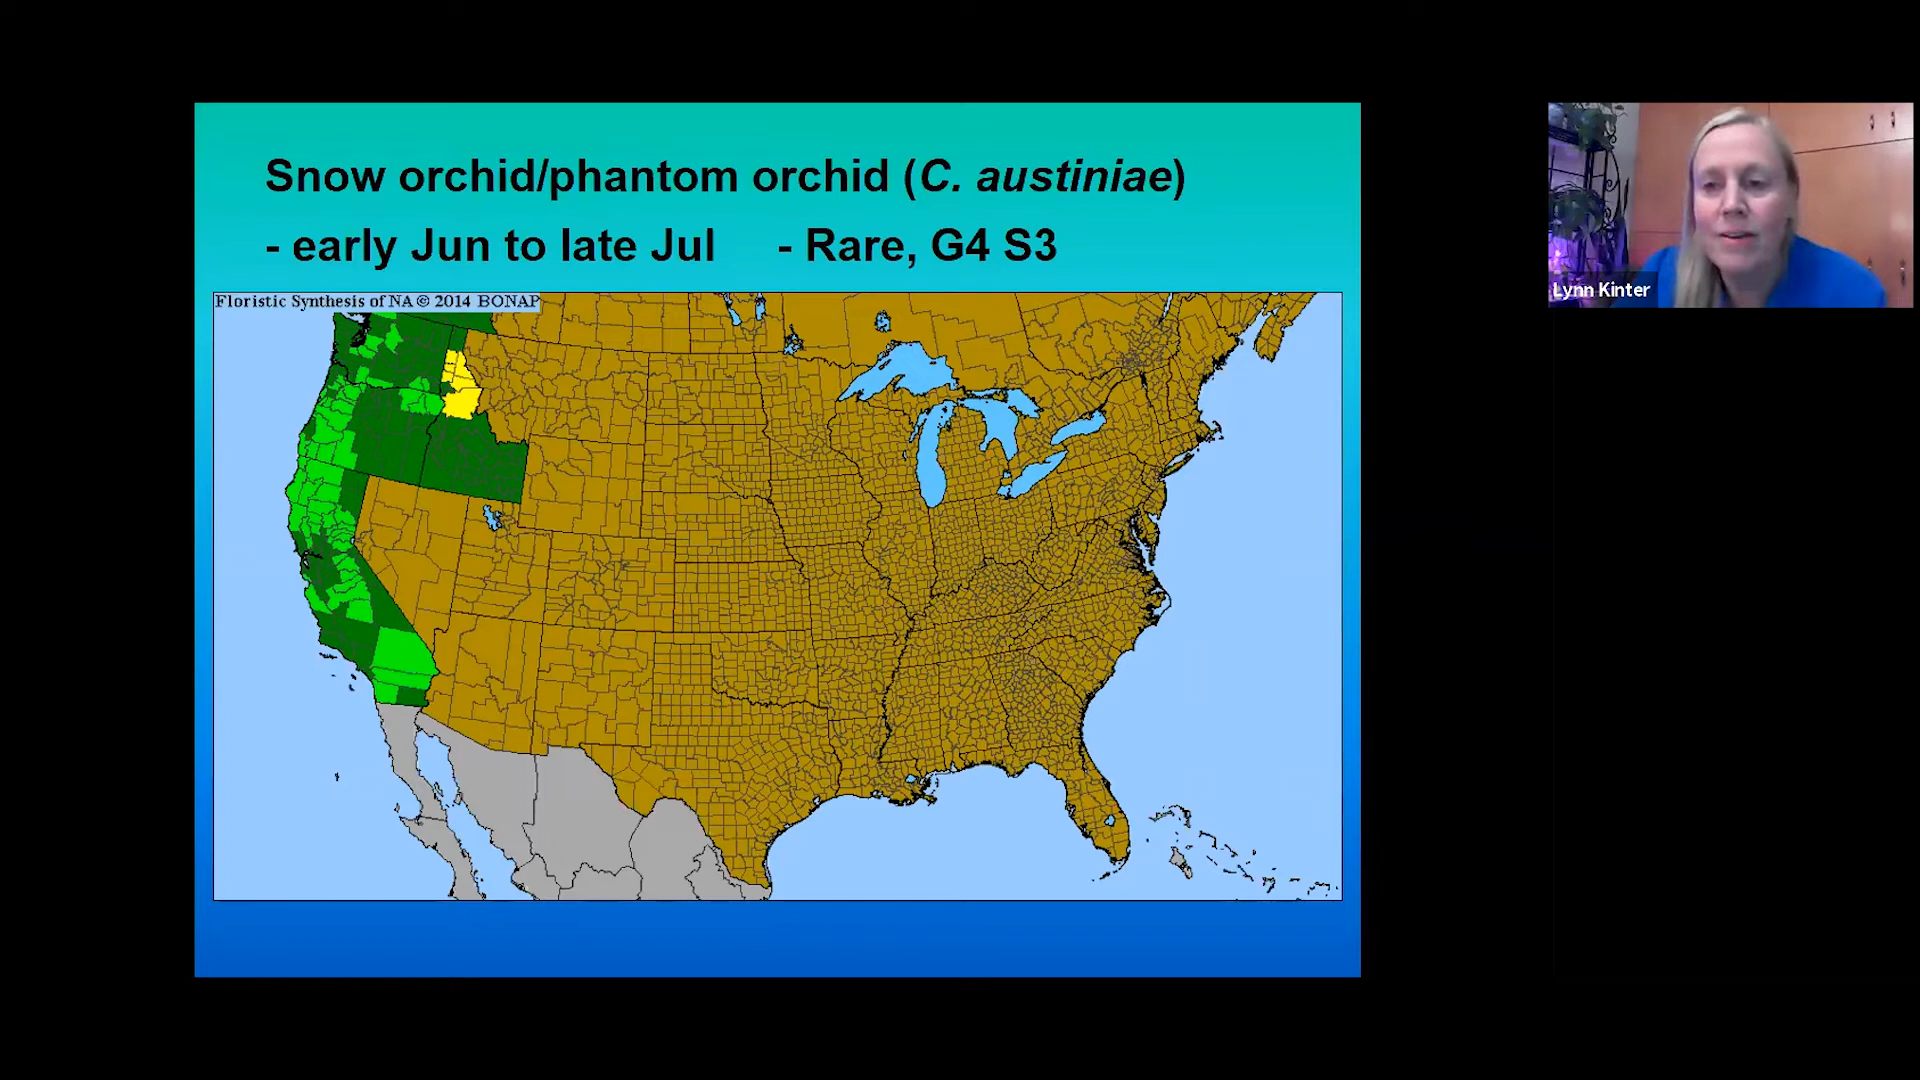 Snow orchid/phantom orchid (C. austiniae)
- early Jun to late Jul - Rare, G4 S3
Floristic Synthesis of NA © 2014 BONAP
Lynn Kinter